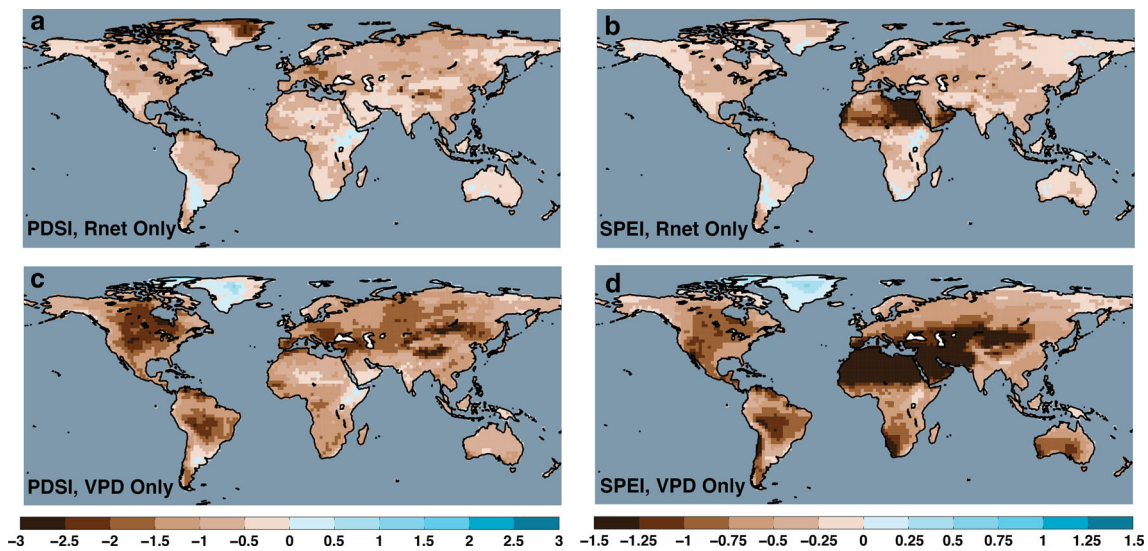 a
b
PDSI, Rnet Only
SPEI, Rnet Only
c
d
PDSI, VPD Only
SPEI, VPD Only
−3 −2.5 −2 −1.5 −1 −0.5 0 0.5 1 1.5 2 2.5 3
−1.5 −1.25 −1 −0.75 −0.5 −0.25 0 0.25 0.5 0.75 1 1.25 1.5